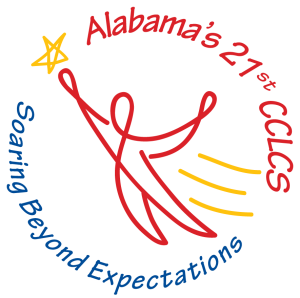 Alabama's 21st CCLCS
Soaring Beyond Expectations